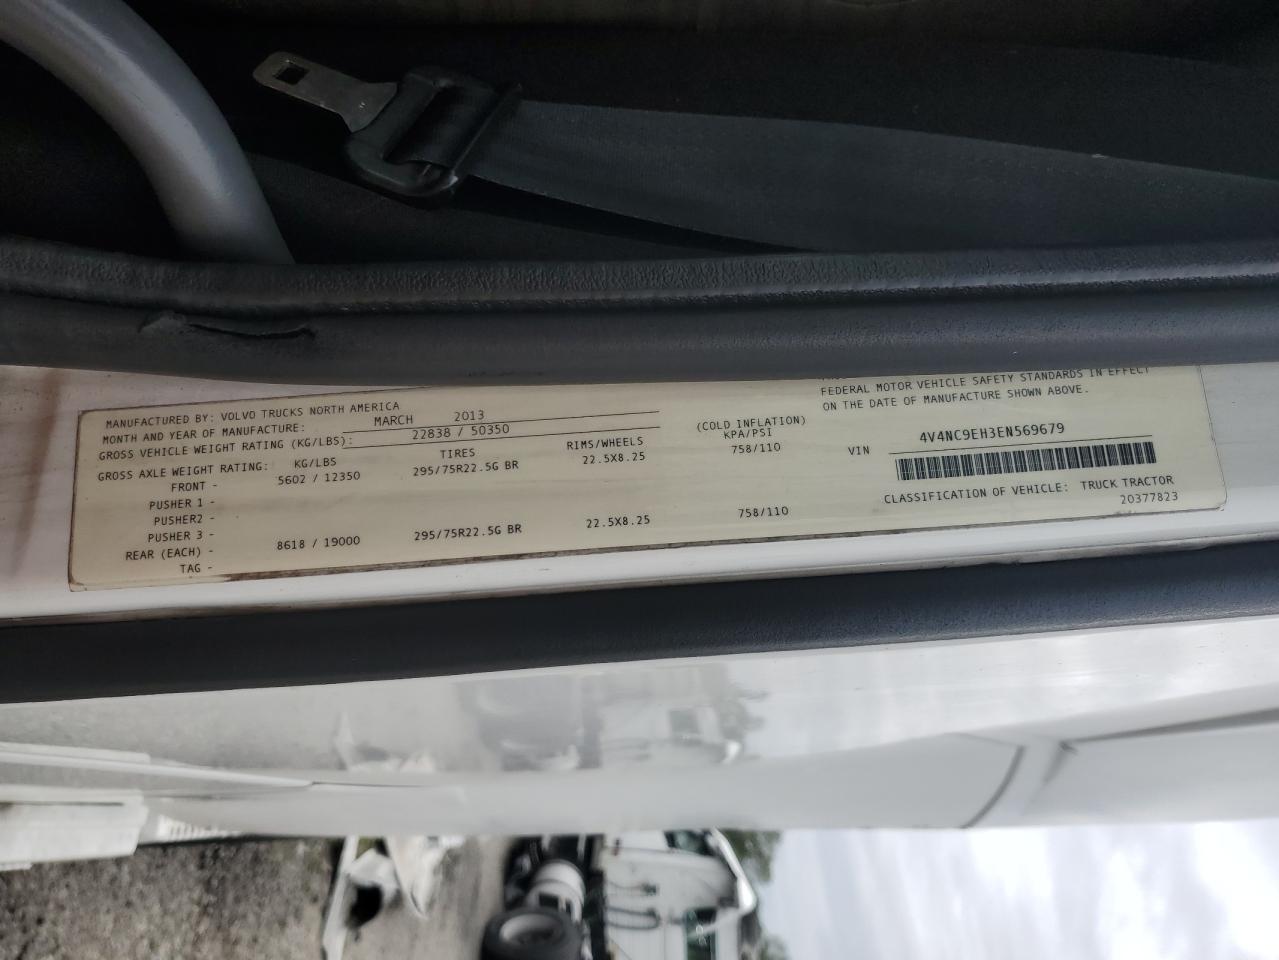 MANUFACTURED BY: VOLVO TRUCKS NORTH AMERICA
MONTH AND YEAR OF MANUFACTURE: MARCH 2013
GROSS VEHICLE WEIGHT RATING (KG/LBS): 22838 / 50350
GROSS AXLE WEIGHT RATING: KG/LBS TIRES RIMS/WHEELS (COLD INFLATION) KPA/PSI
FRONT - 5602 / 12350 295/75R22.5G BR 22.5X8.25 758/110
PUSHER 1 -
PUSHER2 -
PUSHER 3 -
REAR (EACH) - 8618 / 19000 295/75R22.5G BR 22.5X8.25 758/110
TAG -
FEDERAL MOTOR VEHICLE SAFETY STANDARDS IN EFFECT
ON THE DATE OF MANUFACTURE SHOWN ABOVE.
VIN 4V4NC9EH3EN569679
CLASSIFICATION OF VEHICLE: TRUCK TRACTOR
20377823